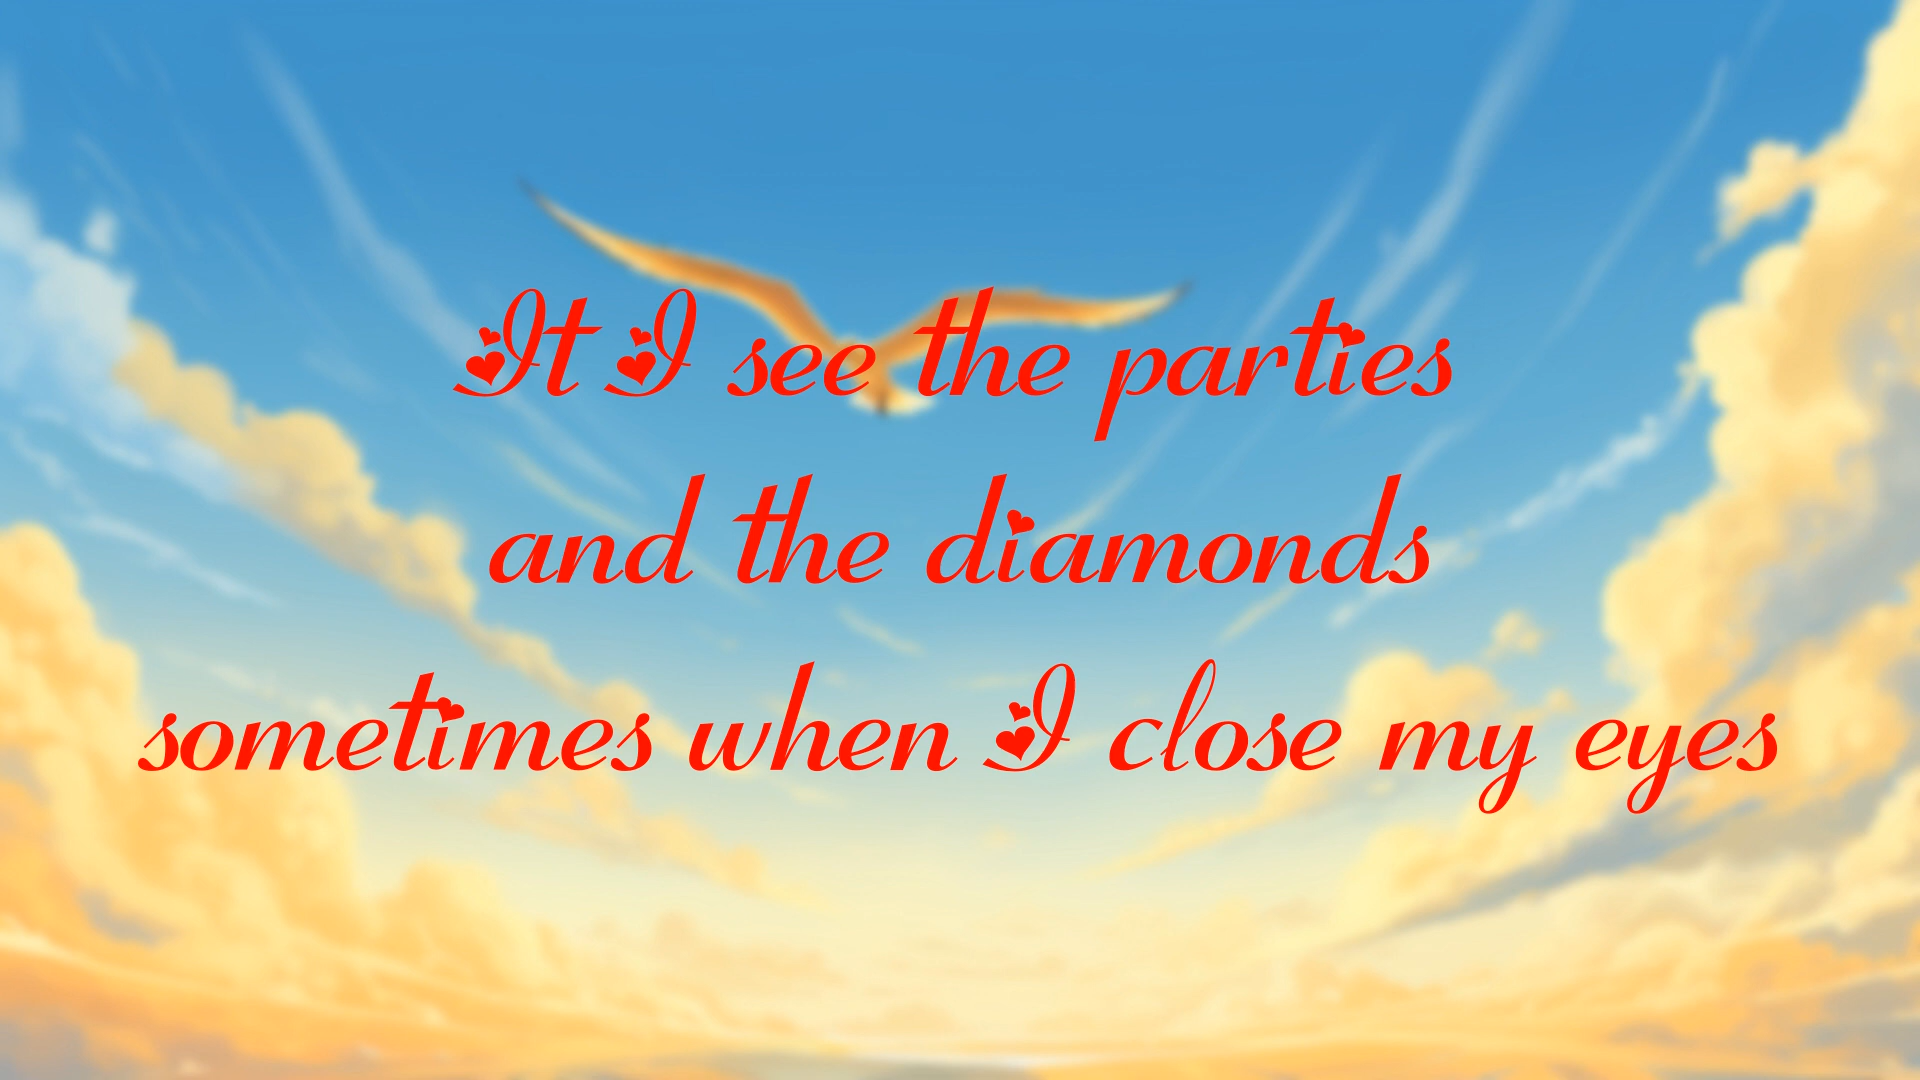 It I see the parties
and the diamonds
sometimes when I close my eyes